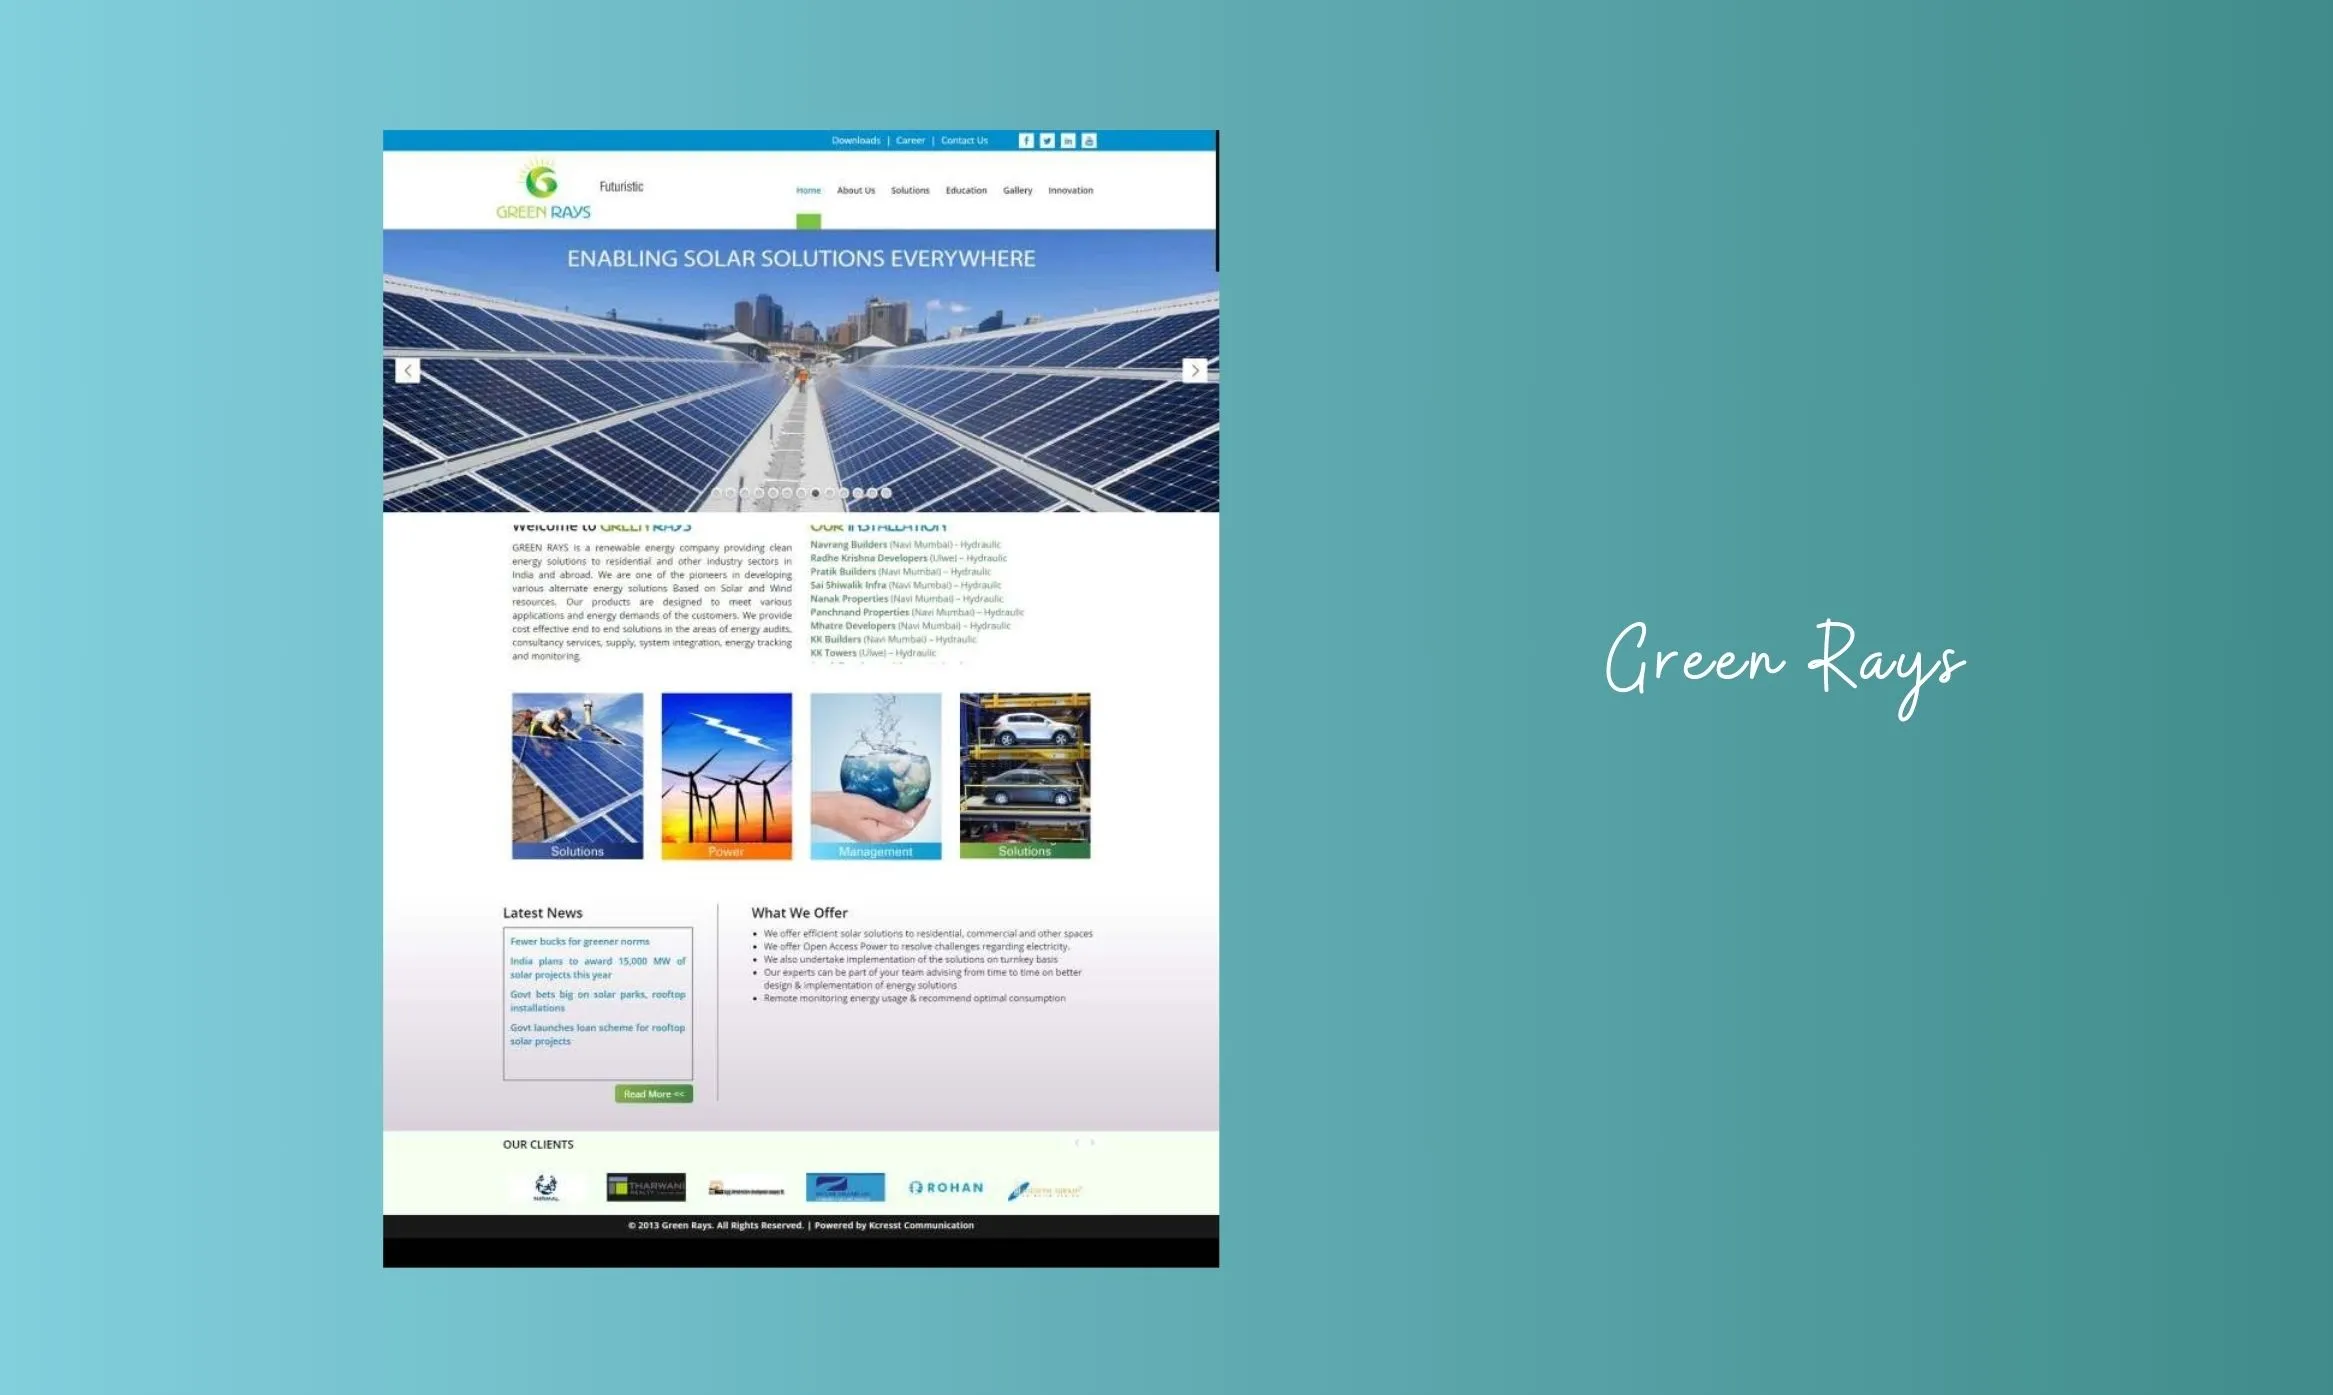 Downloads | Career | Contact Us
GREEN RAYS
Futuristic
Home About Us Solutions Education Gallery Innovation
ENABLING SOLAR SOLUTIONS EVERYWHERE
Welcome to GREEN RAYS
GREEN RAYS is a renewable energy company providing clean
energy solutions to residential and other industry sectors in
India and abroad. We are one of the pioneers in developing
various alternate energy solutions Based on Solar and Wind
resources. Our products are designed to meet various
applications and energy demands of the customers. We provide
cost effective end to end solutions in the areas of energy audits,
consultancy services, supply, system integration, energy tracking
and monitoring.
OUR INSTALLATION
Navrang Builders (Navi Mumbai) - Hydraulic
Radhe Krishna Developers (Ulwe) – Hydraulic
Pratik Builders (Navi Mumbai) – Hydraulic
Sai Shiwalik Infra (Navi Mumbai) – Hydraulic
Nanak Properties (Navi Mumbai) – Hydraulic
Panchnand Properties (Navi Mumbai) – Hydraulic
Mhatre Developers (Navi Mumbai) – Hydraulic
KK Builders (Navi Mumbai) – Hydraulic
KK Towers (Ulwe) – Hydraulic
Solutions
Power
Management
Solutions
Latest News
Fewer bucks for greener norms
India plans to award 15,000 MW of
solar projects this year
Govt bets big on solar parks, rooftop
installations
Govt launches loan scheme for rooftop
solar projects
Read More <<
What We Offer
• We offer efficient solar solutions to residential, commercial and other spaces
• We offer Open Access Power to resolve challenges regarding electricity.
• We also undertake implementation of the solutions on turnkey basis
• Our experts can be part of your team advising from time to time on better
design & implementation of energy solutions
• Remote monitoring energy usage & recommend optimal consumption
OUR CLIENTS
NIRMAL
THARWANI
REALTY
ROHAN
© 2013 Green Rays. All Rights Reserved. | Powered by Kcresst Communication
Green Rays